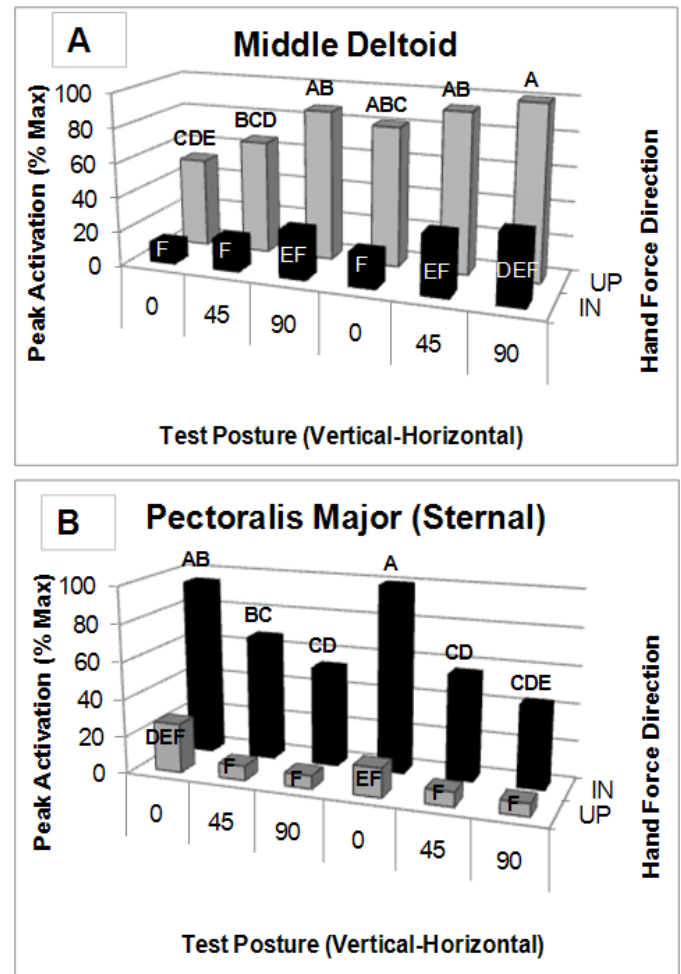 A
Middle Deltoid
Peak Activation (% Max)
100
80
60
40
20
0
CDE
BCD
AB
ABC
AB
A
F
F
EF
F
EF
DEF
UP
IN
Hand Force Direction
0
45
90
0
45
90
Test Posture (Vertical-Horizontal)
B
Pectoralis Major (Sternal)
Peak Activation (% Max)
100
80
60
40
20
0
AB
BC
CD
A
CD
CDE
DEF
F
F
EF
F
F
IN
UP
Hand Force Direction
0
45
90
0
45
90
Test Posture (Vertical-Horizontal)